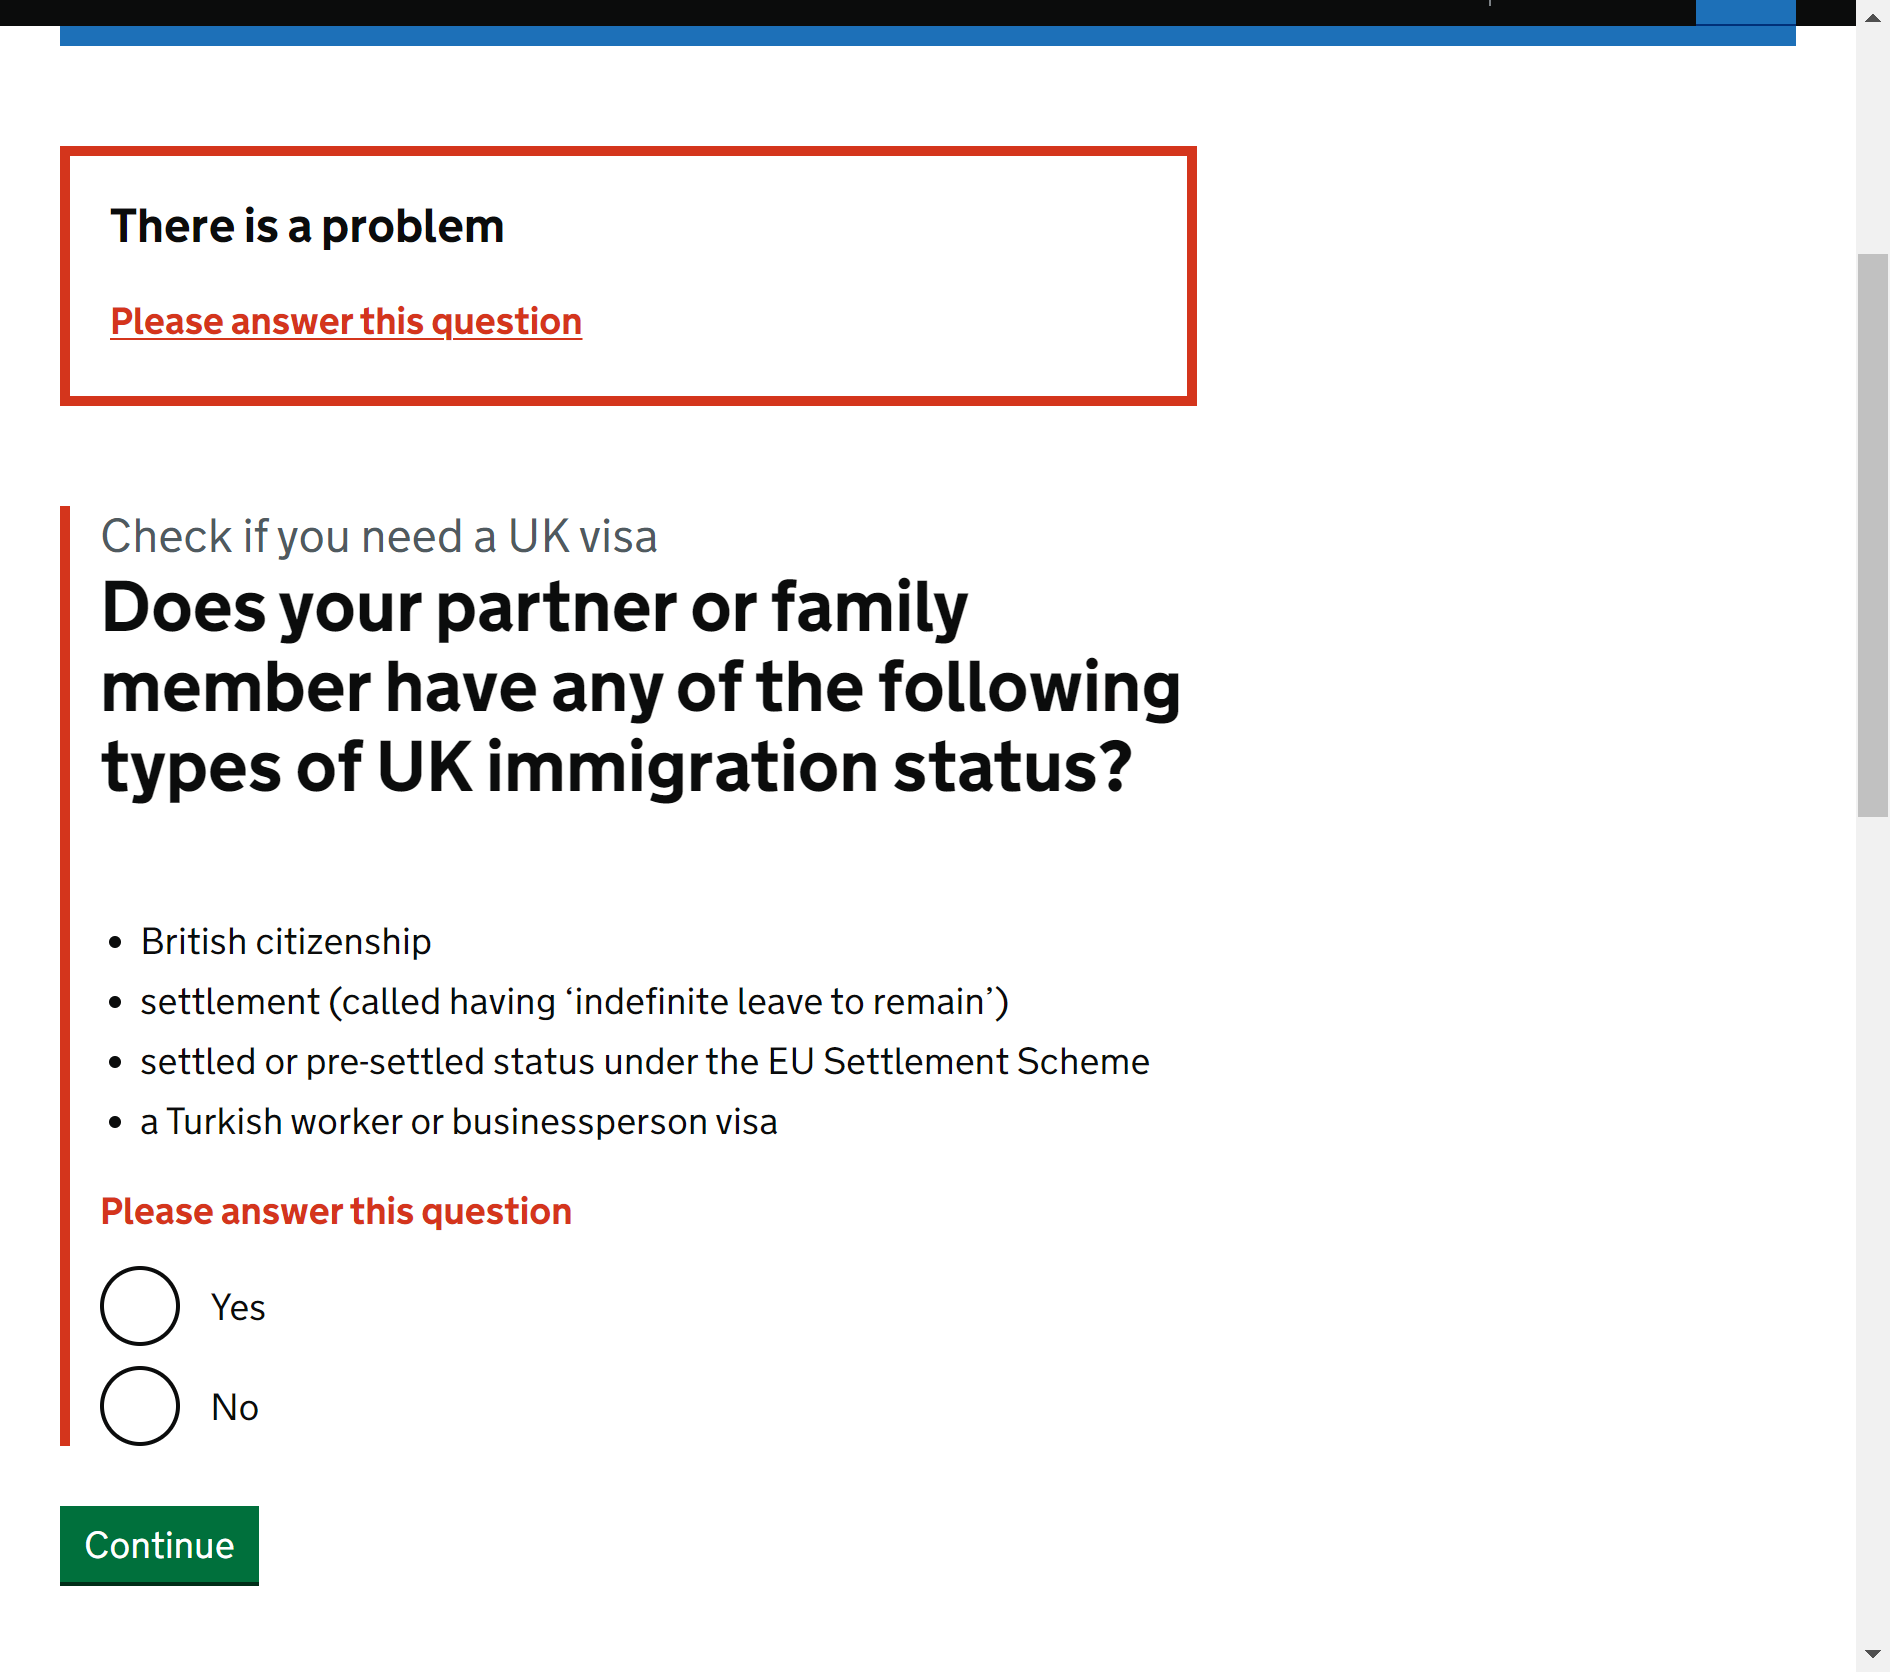 There is a problem
Please answer this question
Check if you need a UK visa
Does your partner or family
member have any of the following
types of UK immigration status?
British citizenship
settlement (called having ‘indefinite leave to remain’)
settled or pre-settled status under the EU Settlement Scheme
a Turkish worker or businessperson visa
Please answer this question
Yes
No
Continue